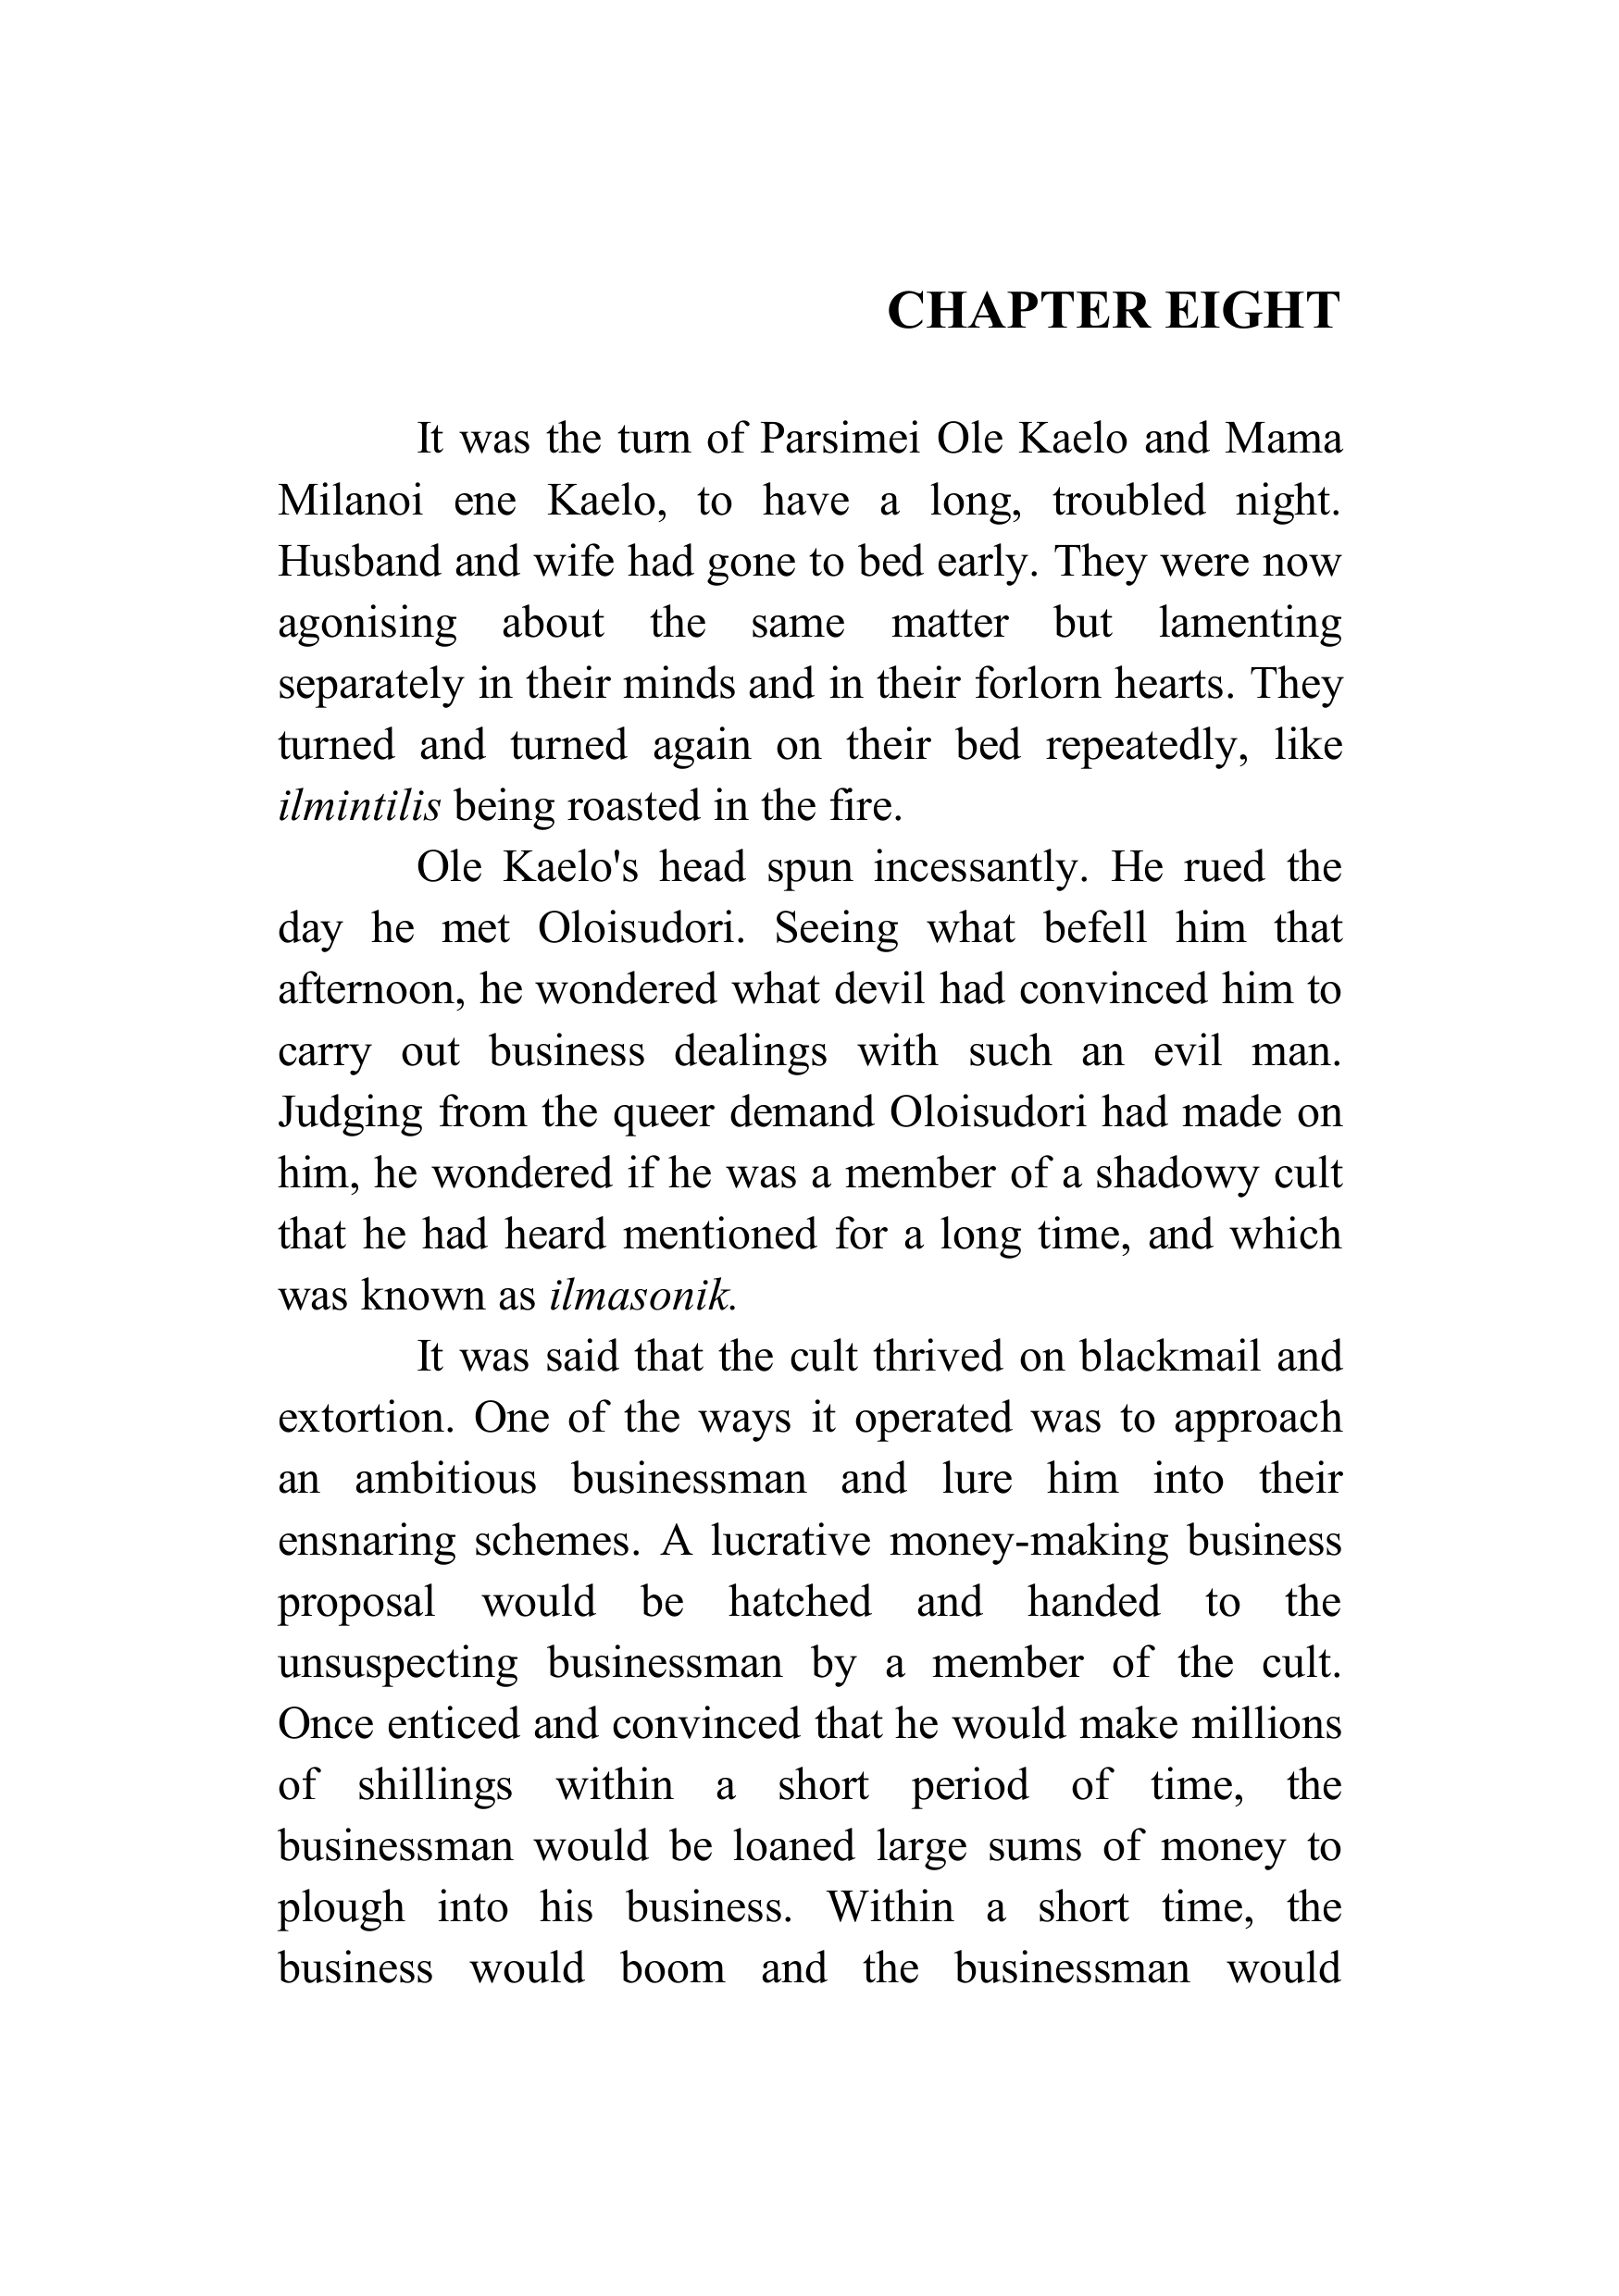 CHAPTER EIGHT
It was the turn of Parsimei Ole Kaelo and Mama
Milanoi ene Kaelo, to have a long, troubled night.
Husband and wife had gone to bed early. They were now
agonising about the same matter but lamenting
separately in their minds and in their forlorn hearts. They
turned and turned again on their bed repeatedly, like
ilmintilis being roasted in the fire.
Ole Kaelo's head spun incessantly. He rued the
day he met Oloisudori. Seeing what befell him that
afternoon, he wondered what devil had convinced him to
carry out business dealings with such an evil man.
Judging from the queer demand Oloisudori had made on
him, he wondered if he was a member of a shadowy cult
that he had heard mentioned for a long time, and which
was known as ilmasonik.
It was said that the cult thrived on blackmail and
extortion. One of the ways it operated was to approach
an ambitious businessman and lure him into their
ensnaring schemes. A lucrative money-making business
proposal would be hatched and handed to the
unsuspecting businessman by a member of the cult.
Once enticed and convinced that he would make millions
of shillings within a short period of time, the
businessman would be loaned large sums of money to
plough into his business. Within a short time, the
business would boom and the businessman would